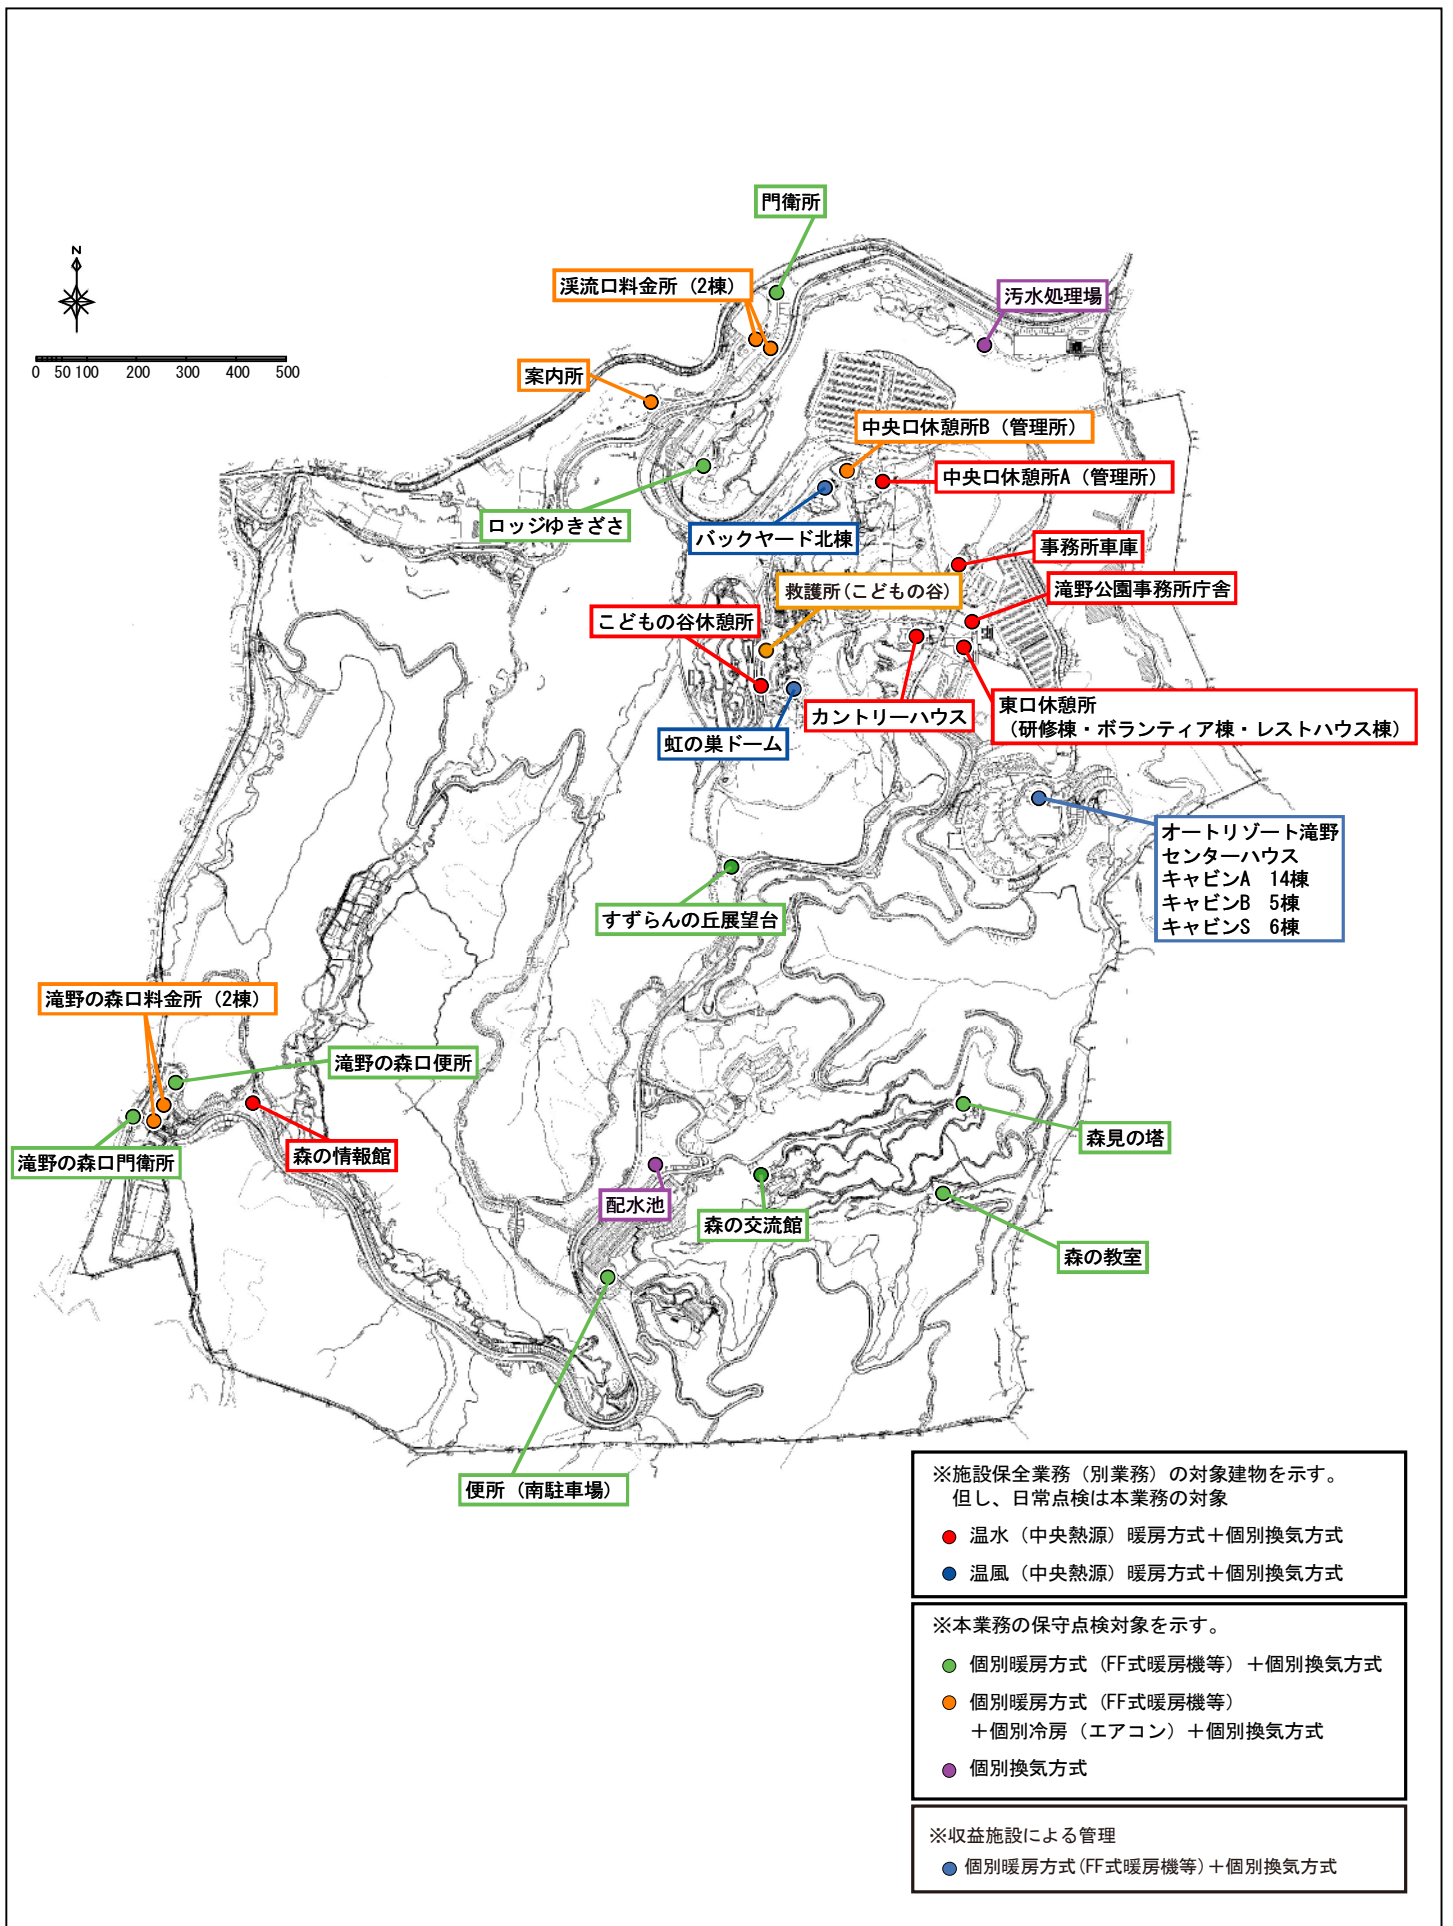 門衛所
N
渓流口料金所（2棟）
汚水処理場
0 50 100 200 300 400 500
案内所
中央口休憩所B（管理所）
中央口休憩所A（管理所）
ロッジゆきざさ
バックヤード北棟
事務所車庫
救護所(こどもの谷)
滝野公園事務所庁舎
こどもの谷休憩所
カントリーハウス
東口休憩所
（研修棟・ボランティア棟・レストハウス棟）
虹の巣ドーム
オートリゾート滝野
センターハウス
キャビンA　14棟
キャビンB　5棟
キャビンS　6棟
すずらんの丘展望台
滝野の森口料金所（2棟）
滝野の森口便所
森見の塔
滝野の森口門衛所
森の情報館
配水池
森の交流館
森の教室
便所（南駐車場）
※施設保全業務（別業務）の対象建物を示す。
但し、日常点検は本業務の対象
温水（中央熱源）暖房方式＋個別換気方式
温風（中央熱源）暖房方式＋個別換気方式
※本業務の保守点検対象を示す。
個別暖房方式（FF式暖房機等）＋個別換気方式
個別暖房方式（FF式暖房機等）
＋個別冷房（エアコン）＋個別換気方式
個別換気方式
※収益施設による管理
個別暖房方式(FF式暖房機等)＋個別換気方式